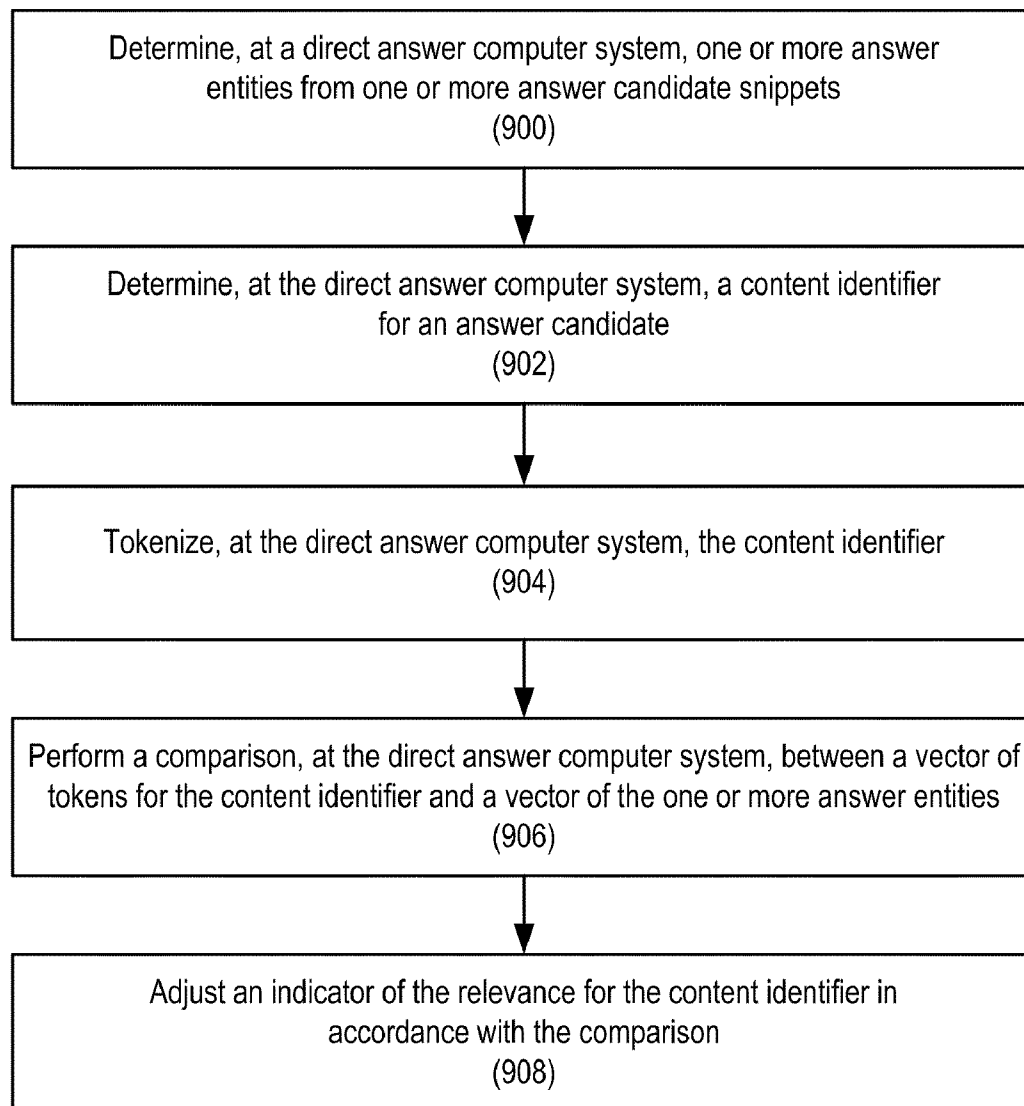 Determine, at a direct answer computer system, one or more answer
entities from one or more answer candidate snippets
(900)
Determine, at the direct answer computer system, a content identifier
for an answer candidate
(902)
Tokenize, at the direct answer computer system, the content identifier
(904)
Perform a comparison, at the direct answer computer system, between a vector of
tokens for the content identifier and a vector of the one or more answer entities
(906)
Adjust an indicator of the relevance for the content identifier in
accordance with the comparison
(908)